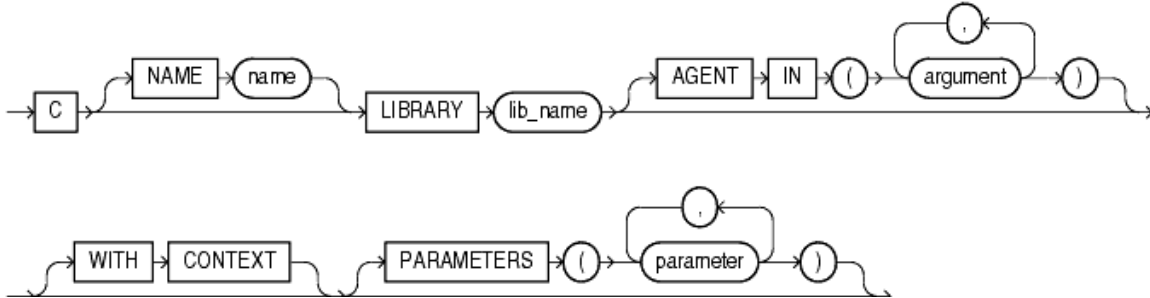 ,
NAME name AGENT IN ( argument )
C LIBRARY lib_name
,
WITH CONTEXT PARAMETERS ( parameter )